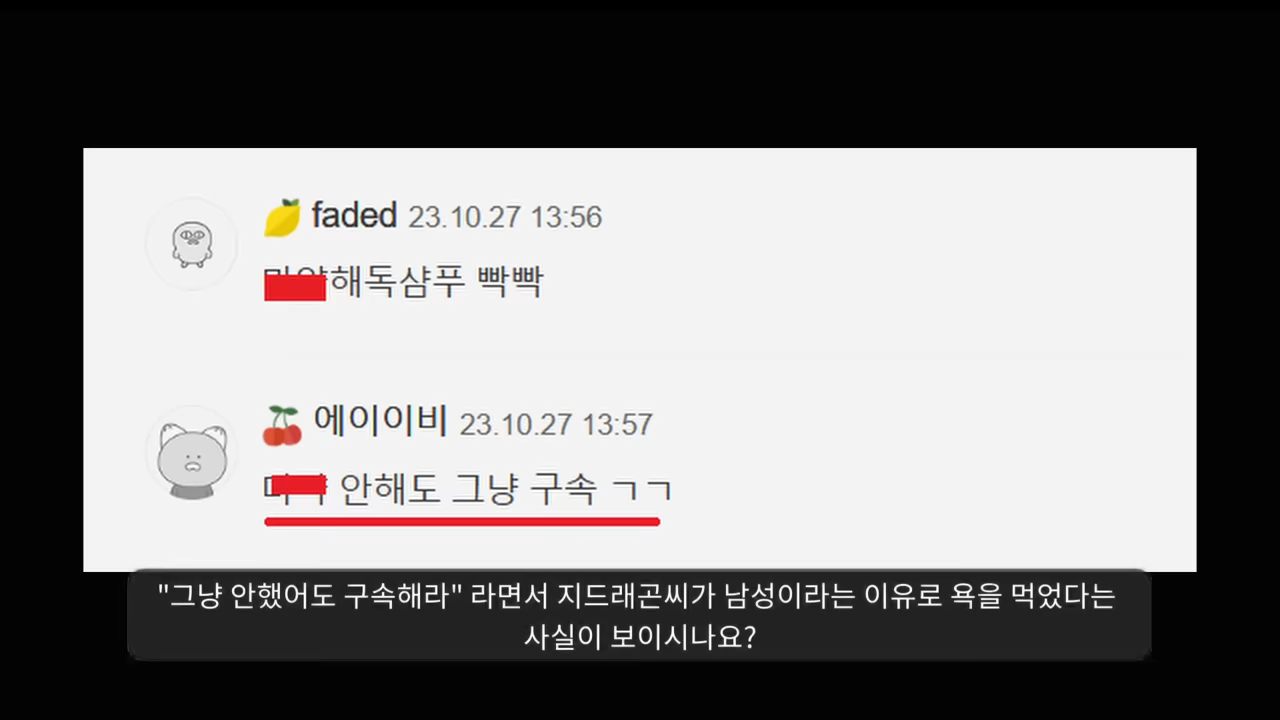 faded 23.10.27 13:56
해독샴푸 빡빡
에이이비 23.10.27 13:57
안해도 그냥 구속 ㄱㄱ
"그냥 안했어도 구속해라" 라면서 지드래곤씨가 남성이라는 이유로 욕을 먹었다는
사실이 보이시나요?